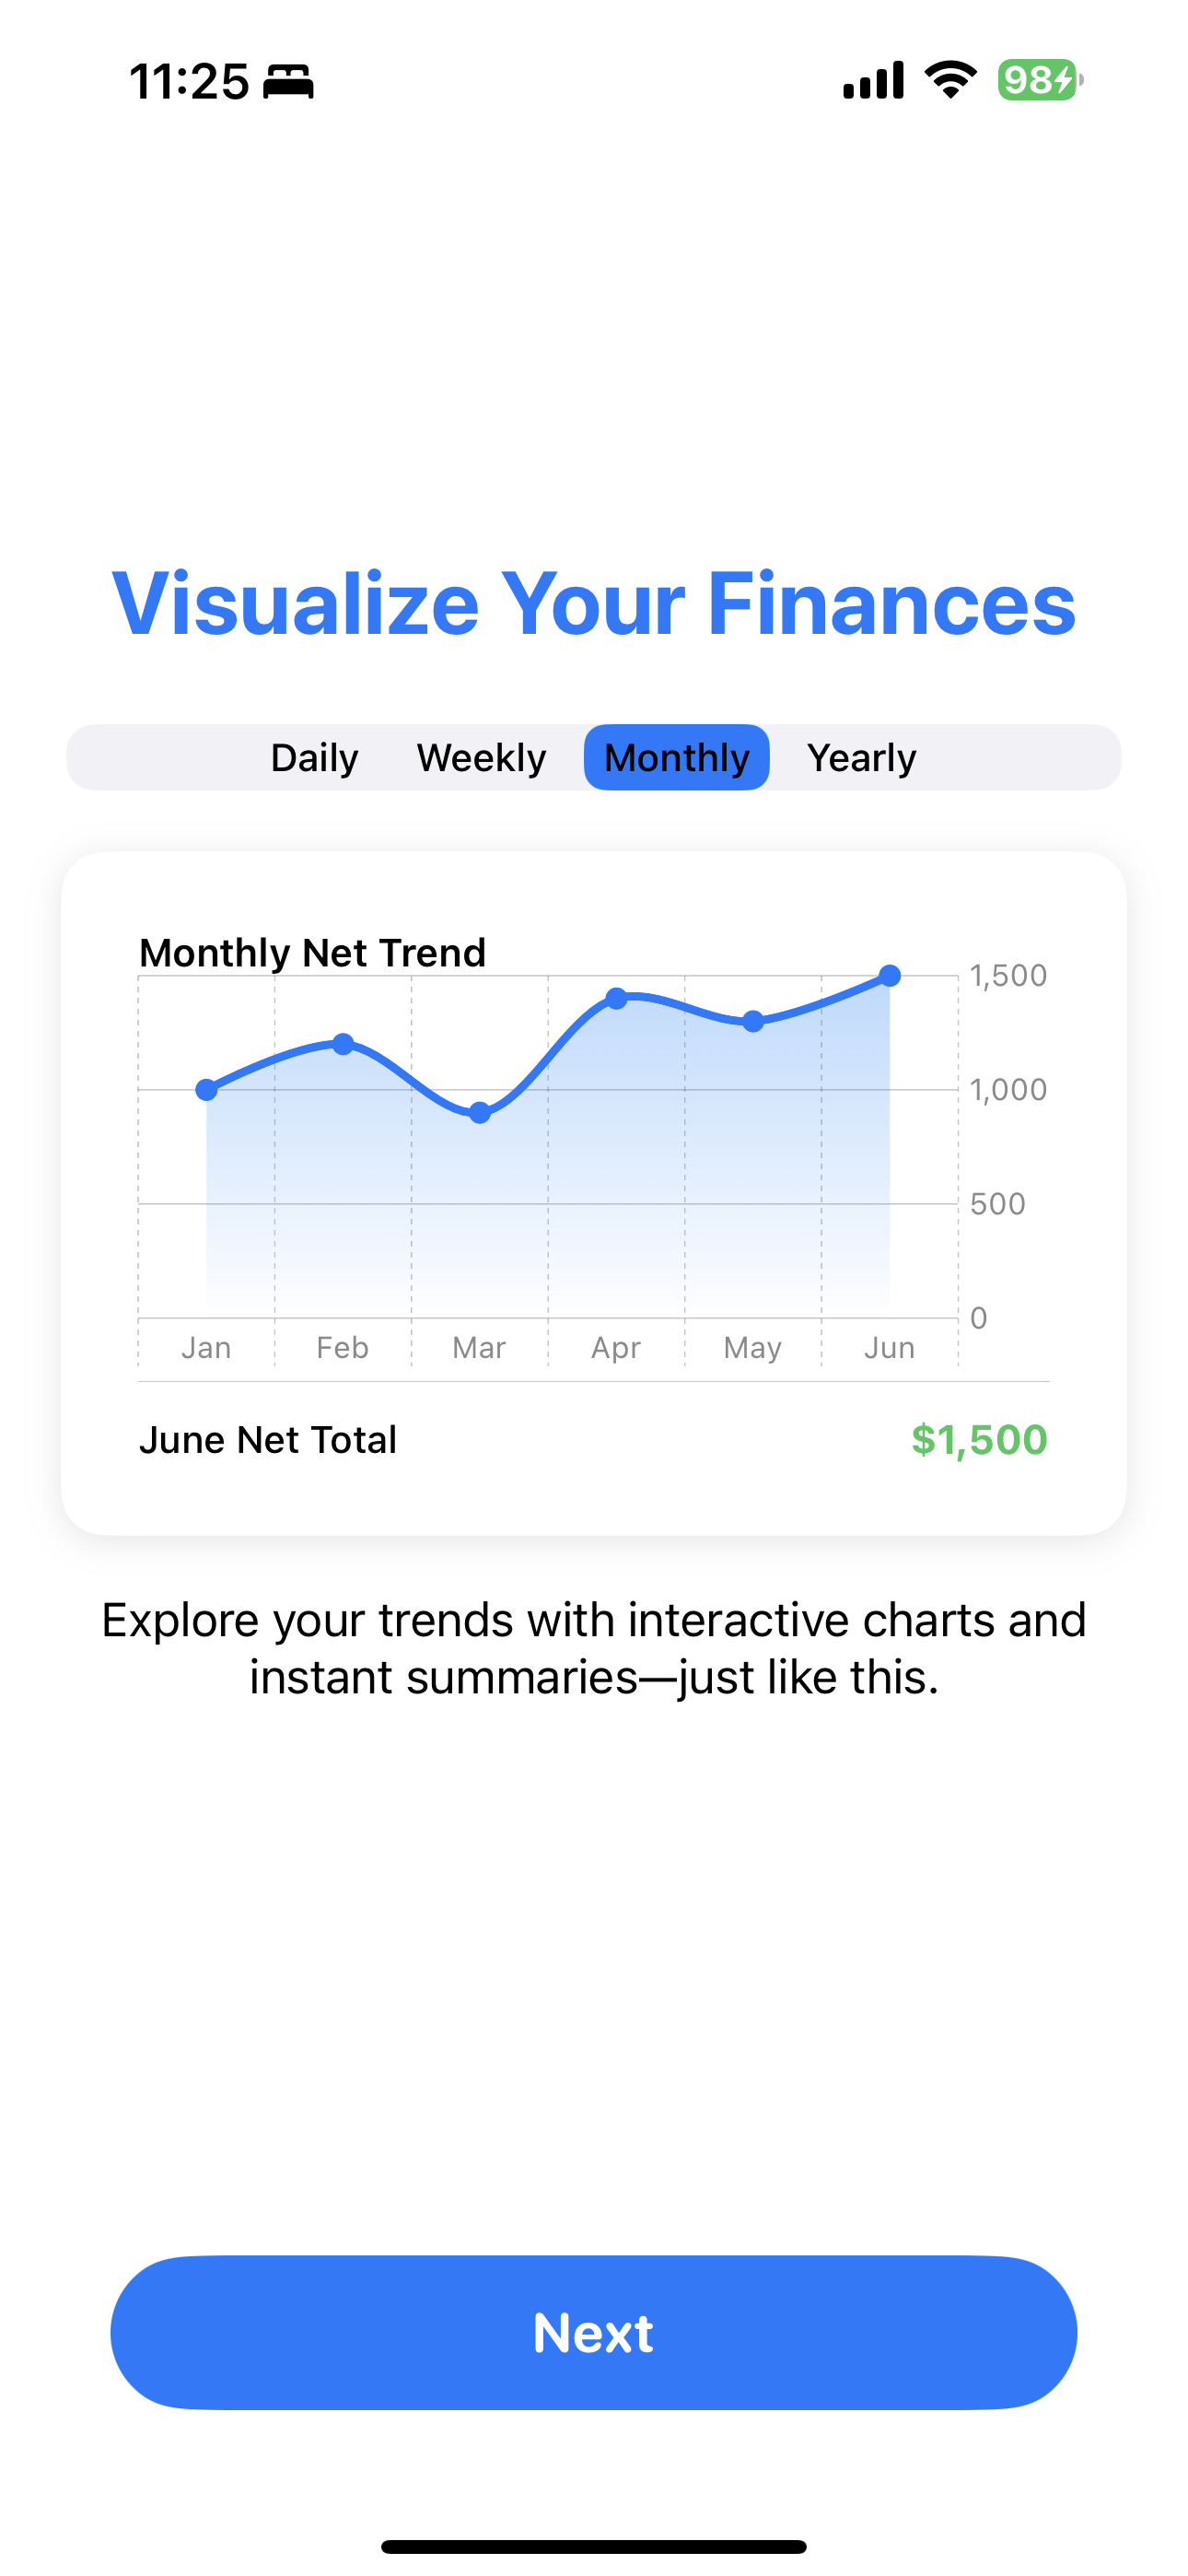 11:25
98
Visualize Your Finances
Daily Weekly Monthly Yearly
Monthly Net Trend
1,500
1,000
500
0
Jan Feb Mar Apr May Jun
June Net Total $1,500
Explore your trends with interactive charts and
instant summaries—just like this.
Next